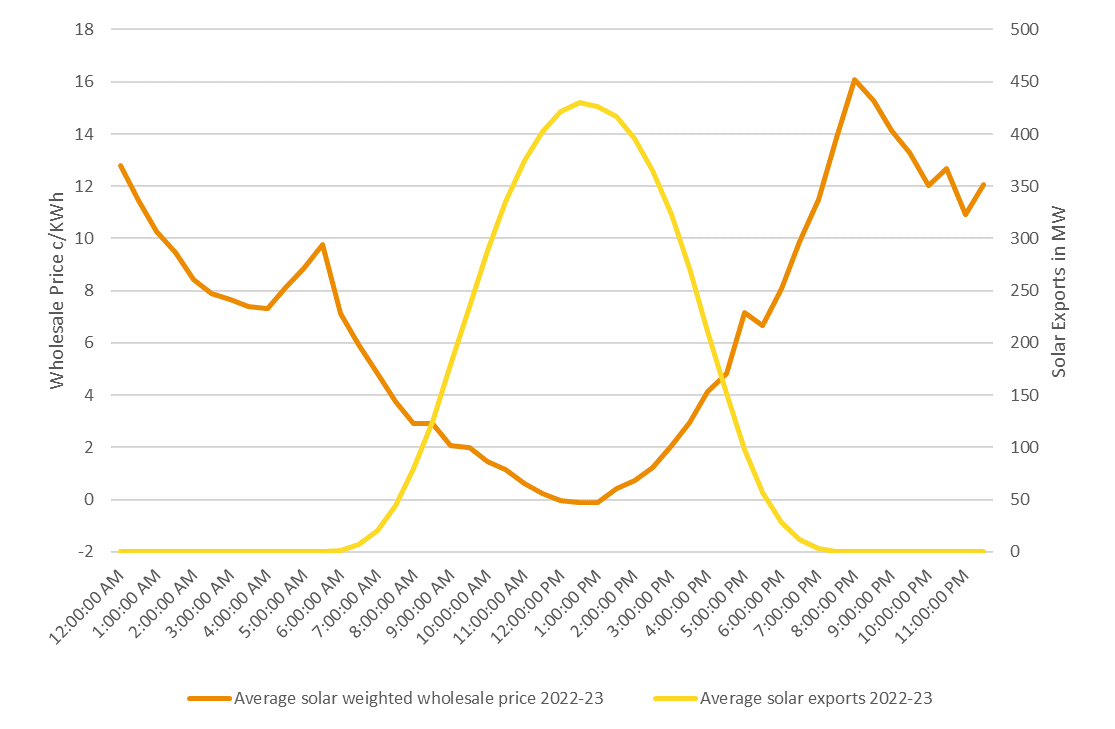 18
16
14
12
10
8
6
4
2
0
-2
Wholesale Price c/KWh
500
450
400
350
300
250
200
150
100
50
0
Solar Exports in MW
12:00:00 AM
1:00:00 AM
2:00:00 AM
3:00:00 AM
4:00:00 AM
5:00:00 AM
6:00:00 AM
7:00:00 AM
8:00:00 AM
9:00:00 AM
10:00:00 AM
11:00:00 AM
12:00:00 PM
1:00:00 PM
2:00:00 PM
3:00:00 PM
4:00:00 PM
5:00:00 PM
6:00:00 PM
7:00:00 PM
8:00:00 PM
9:00:00 PM
10:00:00 PM
11:00:00 PM
Average solar weighted wholesale price 2022-23
Average solar exports 2022-23